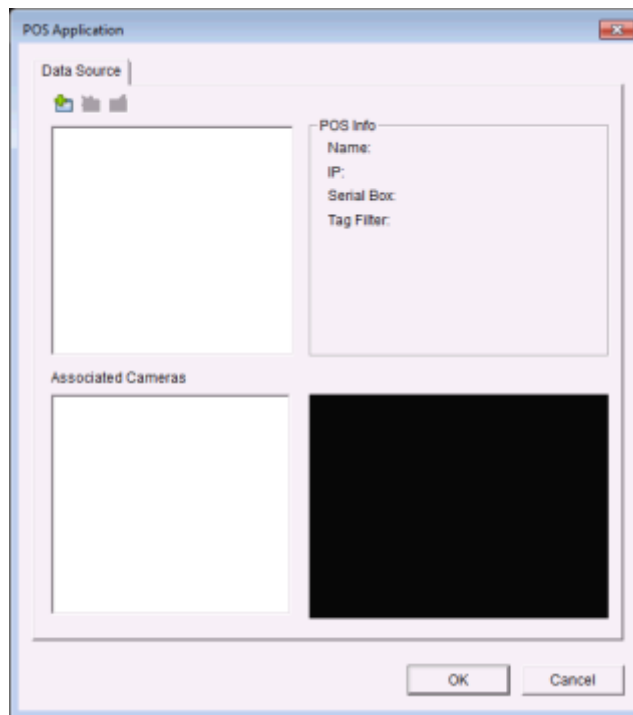 POS Application
Data Source
POS Info
Name:
IP:
Serial Box:
Tag Filter:
Associated Cameras
OK
Cancel